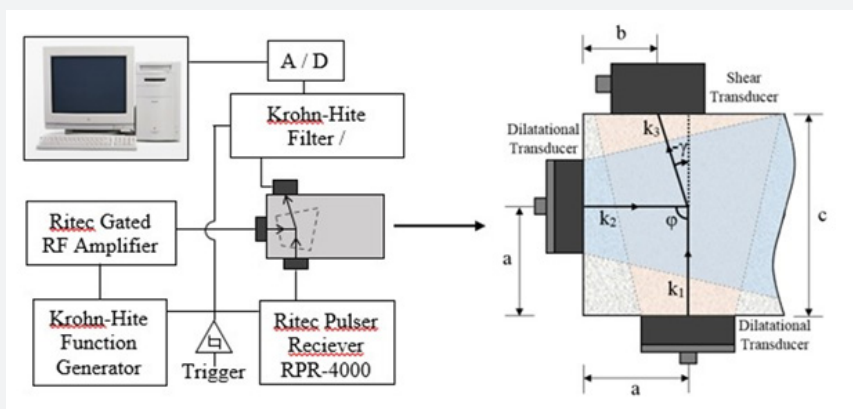 A / D
Krohn-Hite
Filter /
Ritec Gated
RF Amplifier
Krohn-Hite
Function
Generator
Trigger
Ritec Pulser
Reciever
RPR-4000
b
Shear
Transducer
Dilatational
Transducer
k3
-γ
k2
φ
c
a
k1
Dilatational
Transducer
a